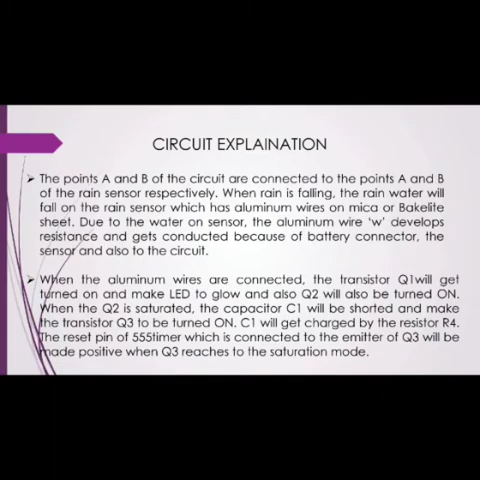 CIRCUIT EXPLAINATION
The points A and B of the circuit are connected to the points A and B
of the rain sensor respectively. When rain is falling, the rain water will
fall on the rain sensor which has aluminum wires on mica or Bakelite
sheet. Due to the water on sensor, the aluminum wire ‘w’ develops
resistance and gets conducted because of battery connector, the
sensor and also to the circuit.
When the aluminum wires are connected, the transistor Q1will get
turned on and make LED to glow and also Q2 will also be turned ON.
When the Q2 is saturated, the capacitor C1 will be shorted and make
the transistor Q3 to be turned ON. C1 will get charged by the resistor R4.
The reset pin of 555timer which is connected to the emitter of Q3 will be
made positive when Q3 reaches to the saturation mode.